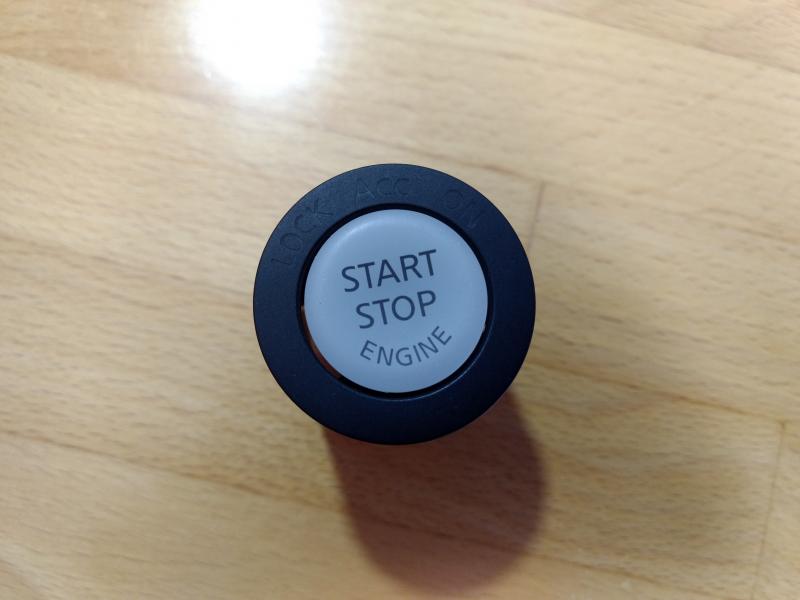 LOCK Acc ON
START
STOP
ENGINE